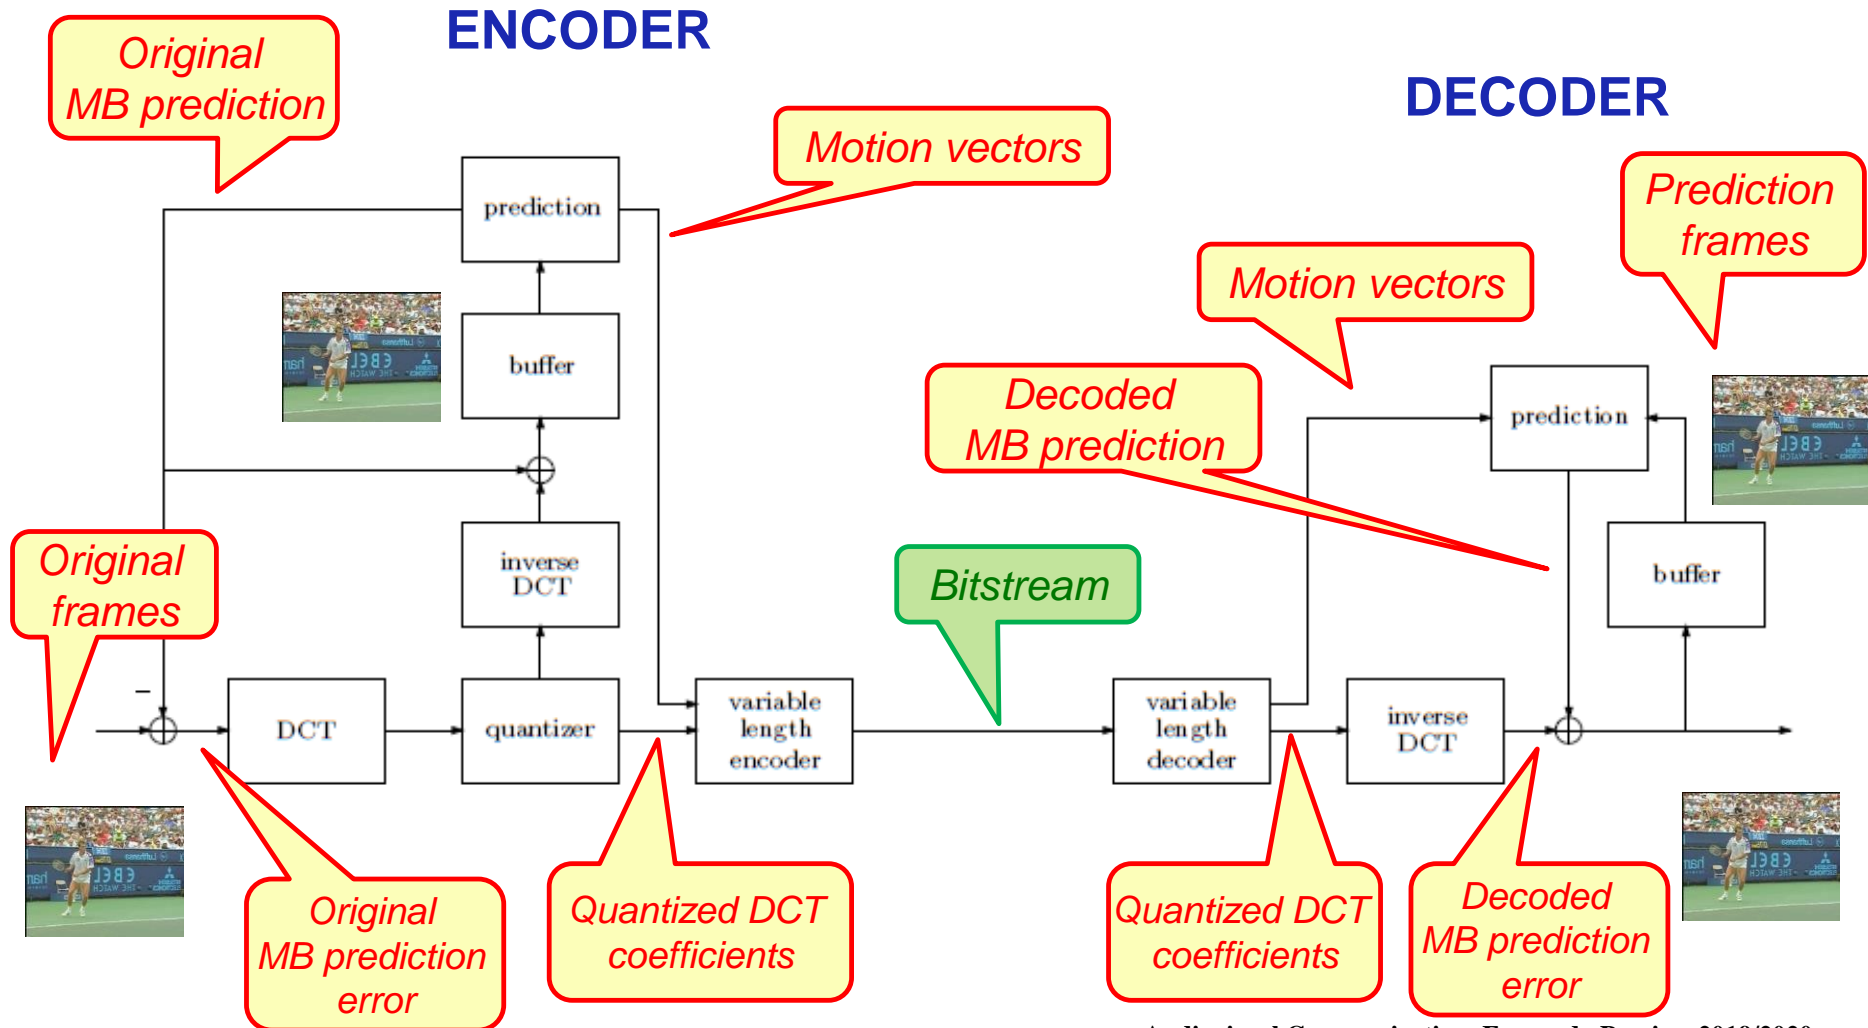 ENCODER
Original
MB prediction
DECODER
Motion vectors
Prediction
frames
prediction
Motion vectors
buffer
Decoded
MB prediction
prediction
Original
frames
inverse
DCT
Bitstream
buffer
–
DCT
quantizer
variable
length
encoder
variable
length
decoder
inverse
DCT
Original
MB prediction
error
Quantized DCT
coefficients
Quantized DCT
coefficients
Decoded
MB prediction
error